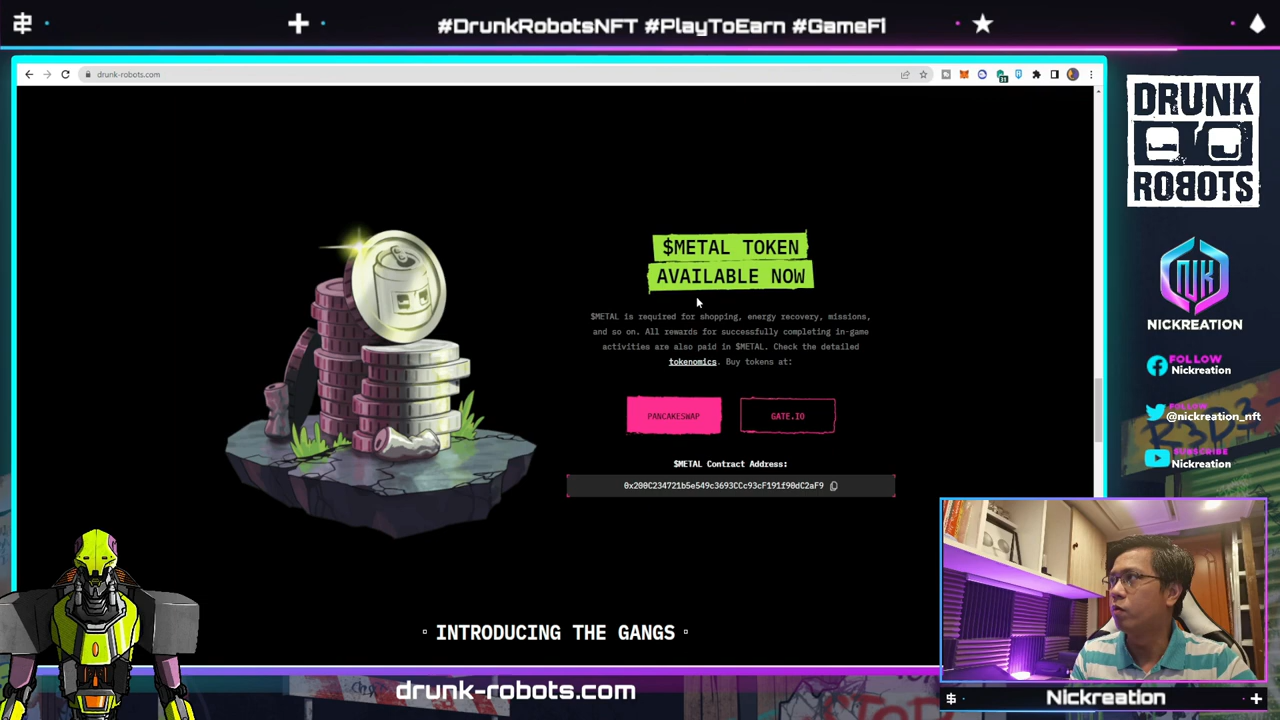 #DrunkRobotsNFT #PlayToEarn #GameFi
drunk-robots.com
DRUNK
ROBOTS
$METAL TOKEN
AVAILABLE NOW
$METAL is required for shopping, energy recovery, missions,
and so on. All rewards for successfully completing in-game
activities are also paid in $METAL. Check the detailed
tokenomics. Buy tokens at:
PANCAKESWAP
GATE.IO
$METAL Contract Address:
0x200C234721b5e549c3693CCc93cF191f90dC2aF9
INTRODUCING THE GANGS
NK
NICKREATION
FOLLOW
Nickreation
FOLLOW
@nickreation_nft
SUBSCRIBE
Nickreation
drunk-robots.com
Nickreation